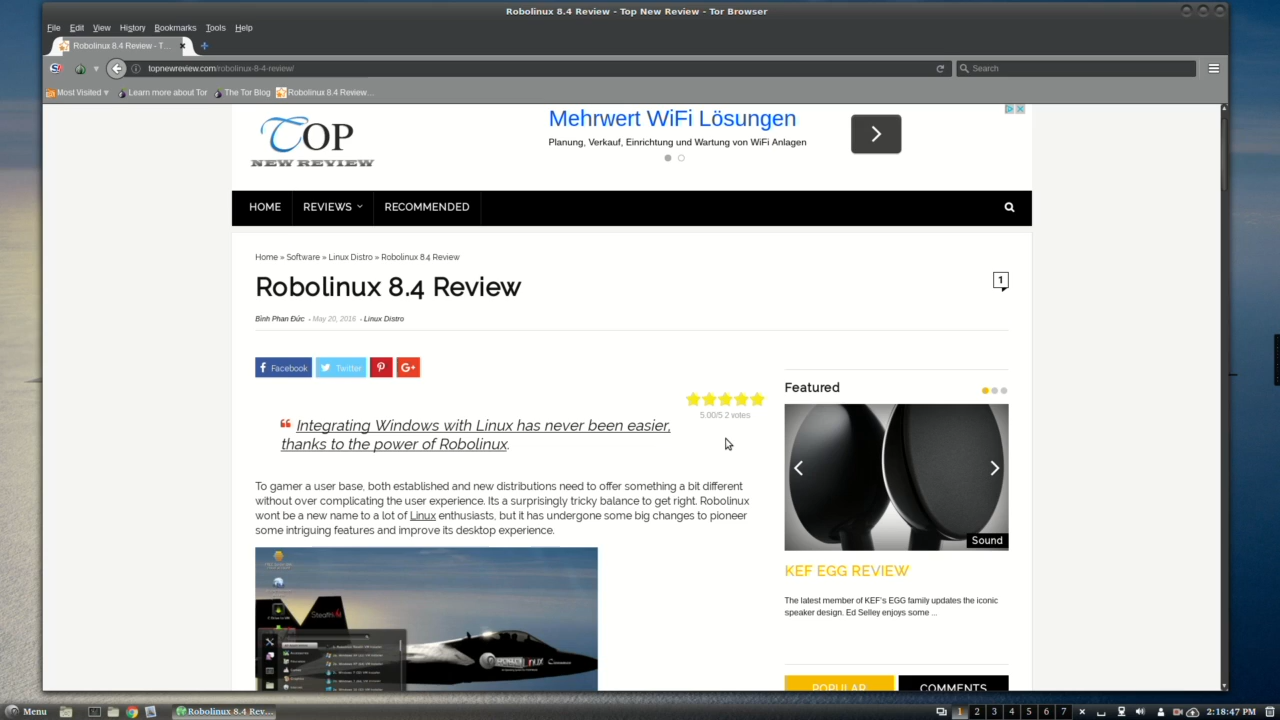 Robolinux 8.4 Review - Top New Review - Tor Browser
File Edit View History Bookmarks Tools Help
Robolinux 8.4 Review - T...
topnewreview.com/robolinux-8-4-review/
Search
Most Visited
Learn more about Tor
The Tor Blog
Robolinux 8.4 Review...
TOP
NEW REVIEW
Mehrwert WiFi Lösungen
Planung, Verkauf, Einrichtung und Wartung von WiFi Anlagen
HOME REVIEWS RECOMMENDED
Home » Software » Linux Distro » Robolinux 8.4 Review
Robolinux 8.4 Review
1
Bình Phan Đức - May 20, 2016 - Linux Distro
Facebook Twitter
5.00/5 2 votes
Integrating Windows with Linux has never been easier,
thanks to the power of Robolinux.
To gamer a user base, both established and new distributions need to offer something a bit different
without over complicating the user experience. Its a surprisingly tricky balance to get right. Robolinux
wont be a new name to a lot of Linux enthusiasts, but it has undergone some big changes to pioneer
some intriguing features and improve its desktop experience.
Featured
Sound
KEF EGG REVIEW
The latest member of KEF's EGG family updates the iconic
speaker design. Ed Selley enjoys some ...
POPULAR COMMENTS
Menu
Robolinux 8.4 Rev...
1 2 3 4 5 6 7
2:18:47 PM